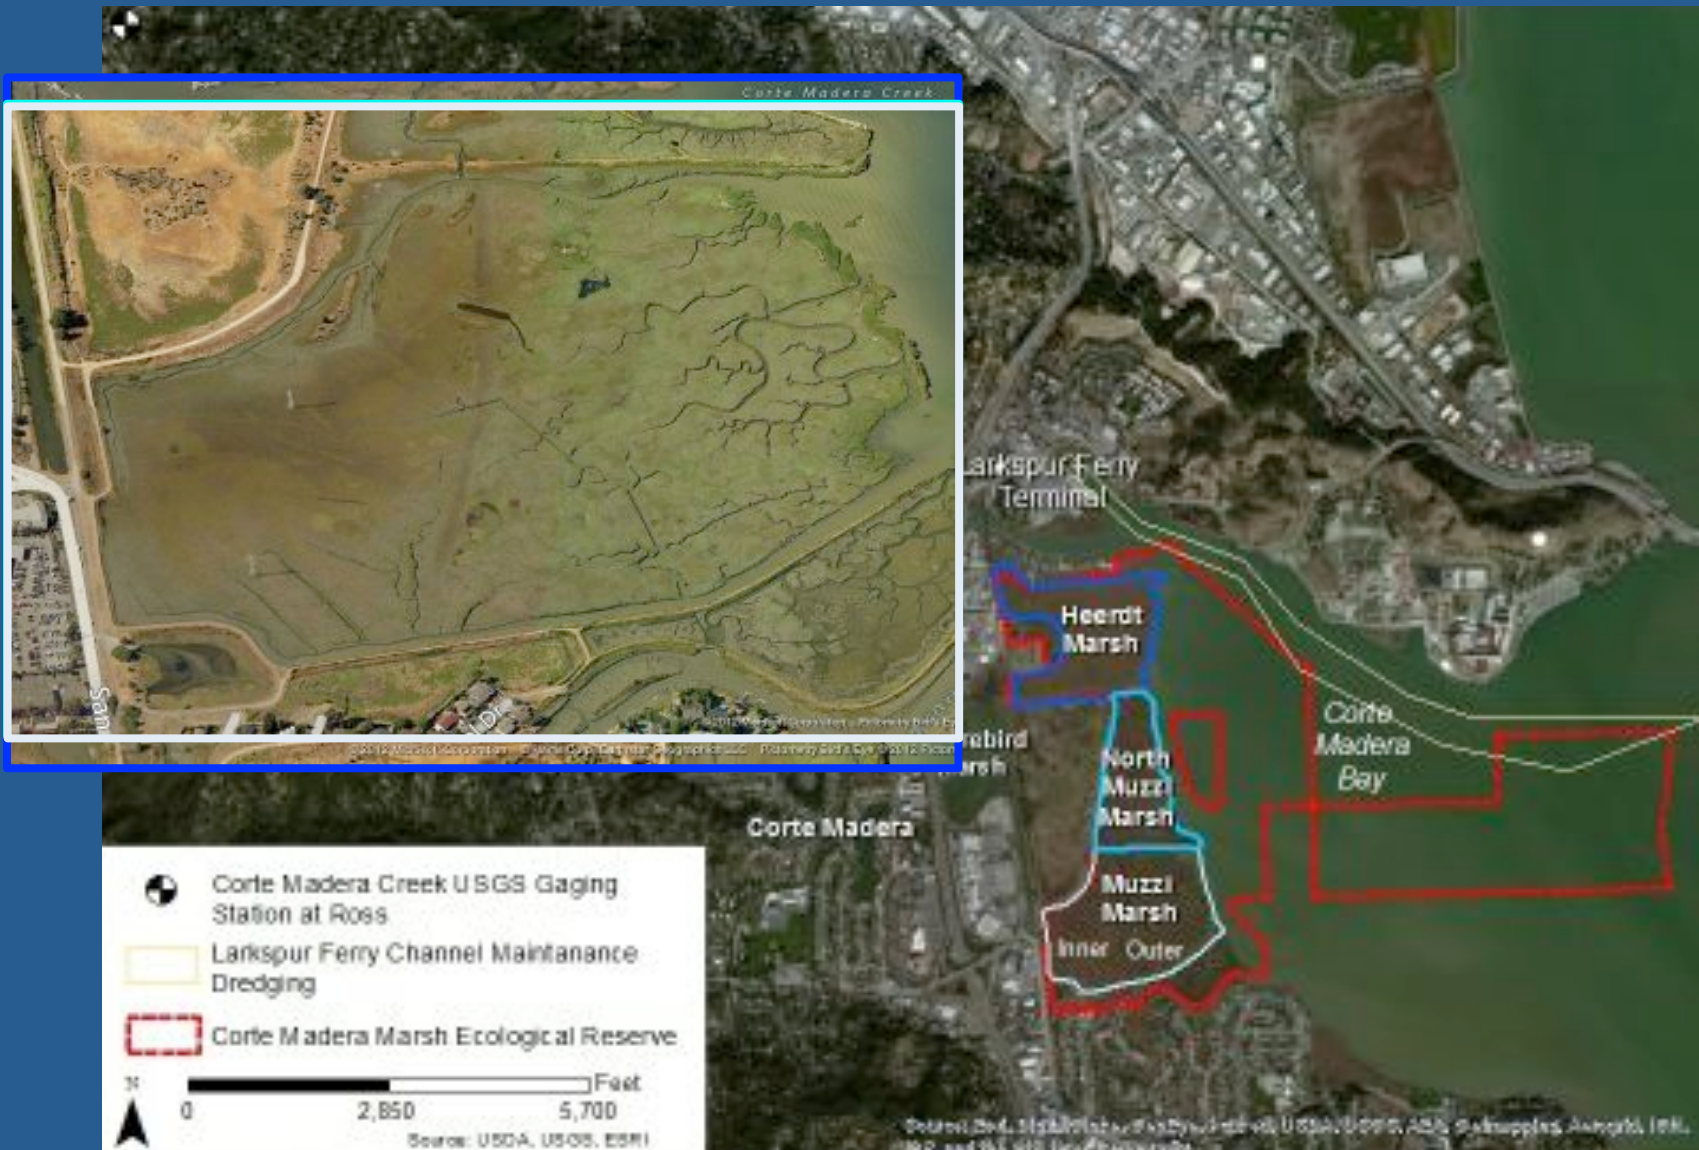 Corte Madera Creek
Larkspur Ferry
Terminal
Heerdt
Marsh
Corte
Madera
Bay
North
Muzzi
Marsh
Corte Madera
Muzzi
Marsh
Inner Outer
Dr
Corte Madera Creek USGS Gaging
Station at Ross
Larkspur Ferry Channel Maintanance
Dredging
Corte Madera Marsh Ecological Reserve
N
Feet
0 2,850 5,700
Source: USDA, USGS, ESRI